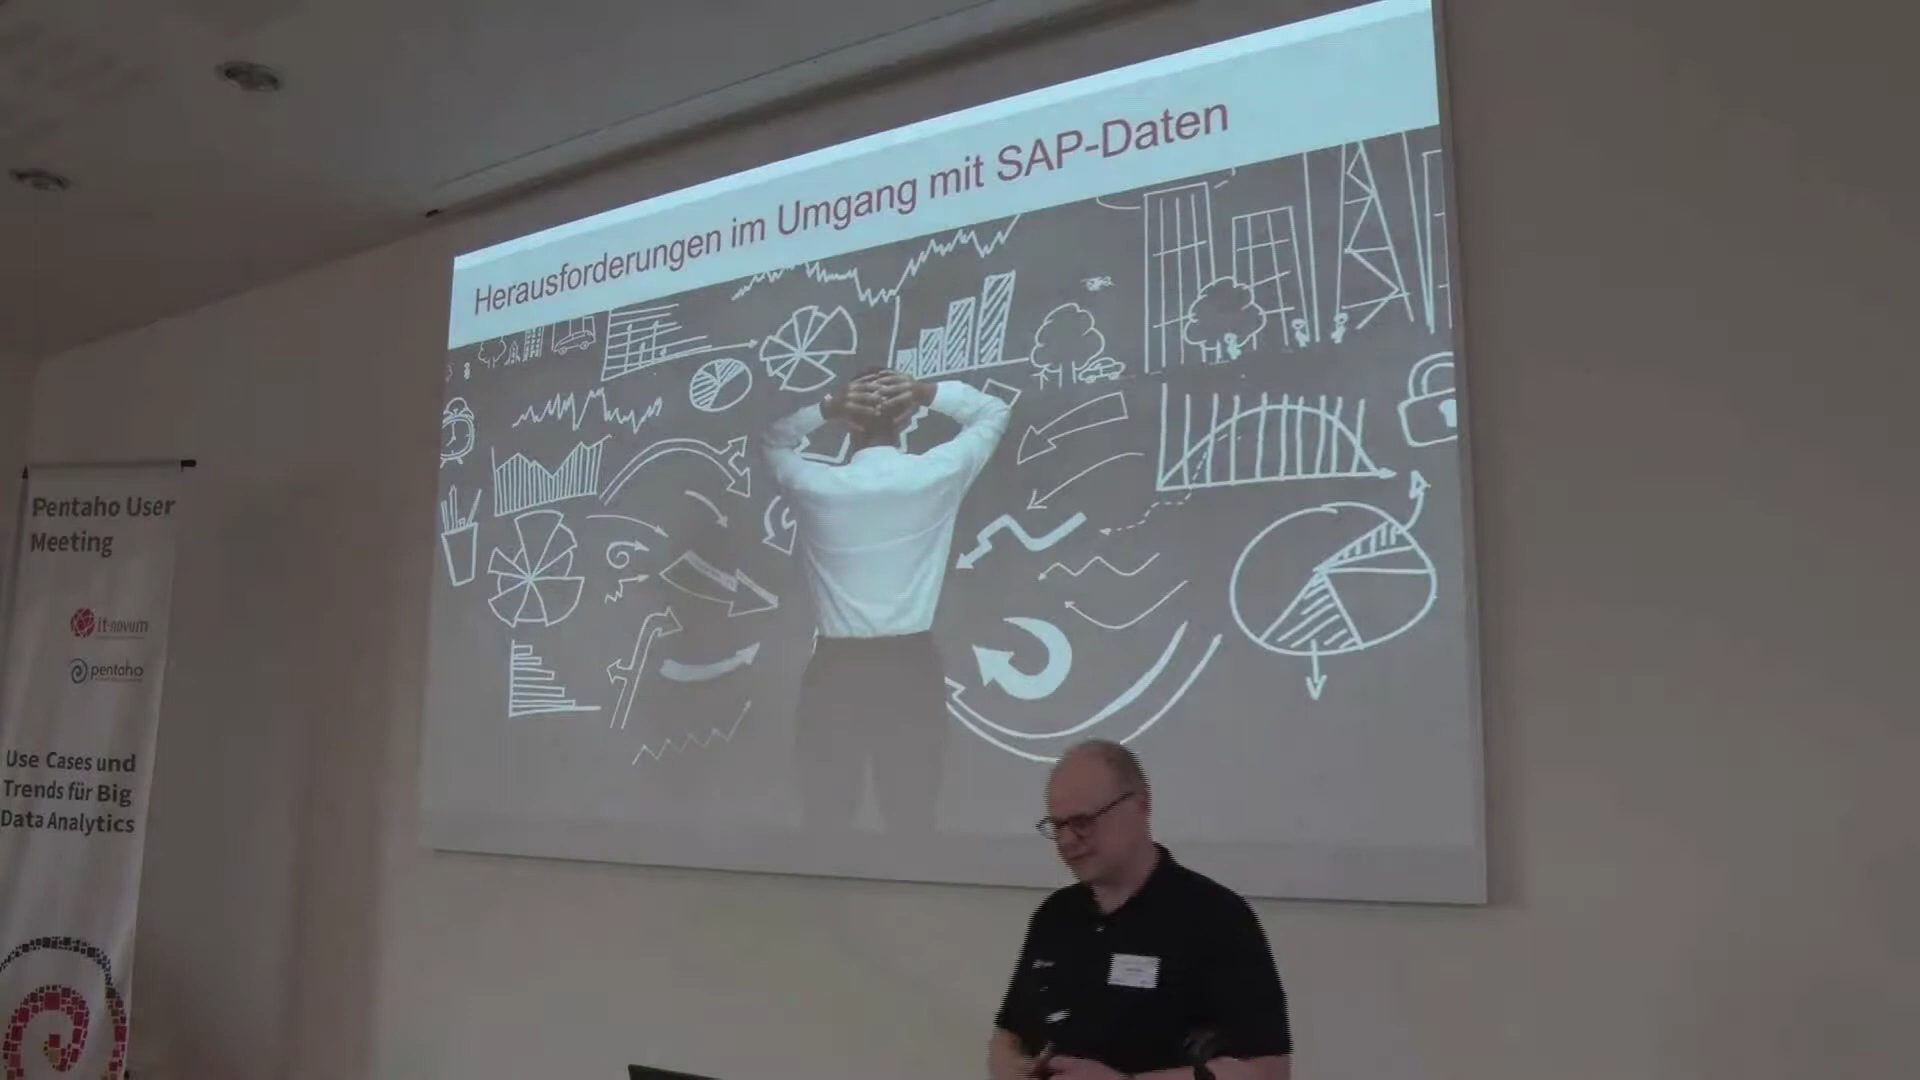 Herausforderungen im Umgang mit SAP-Daten
Pentaho User
Meeting
it-novum
pentaho
Use Cases und
Trends für Big
Data Analytics